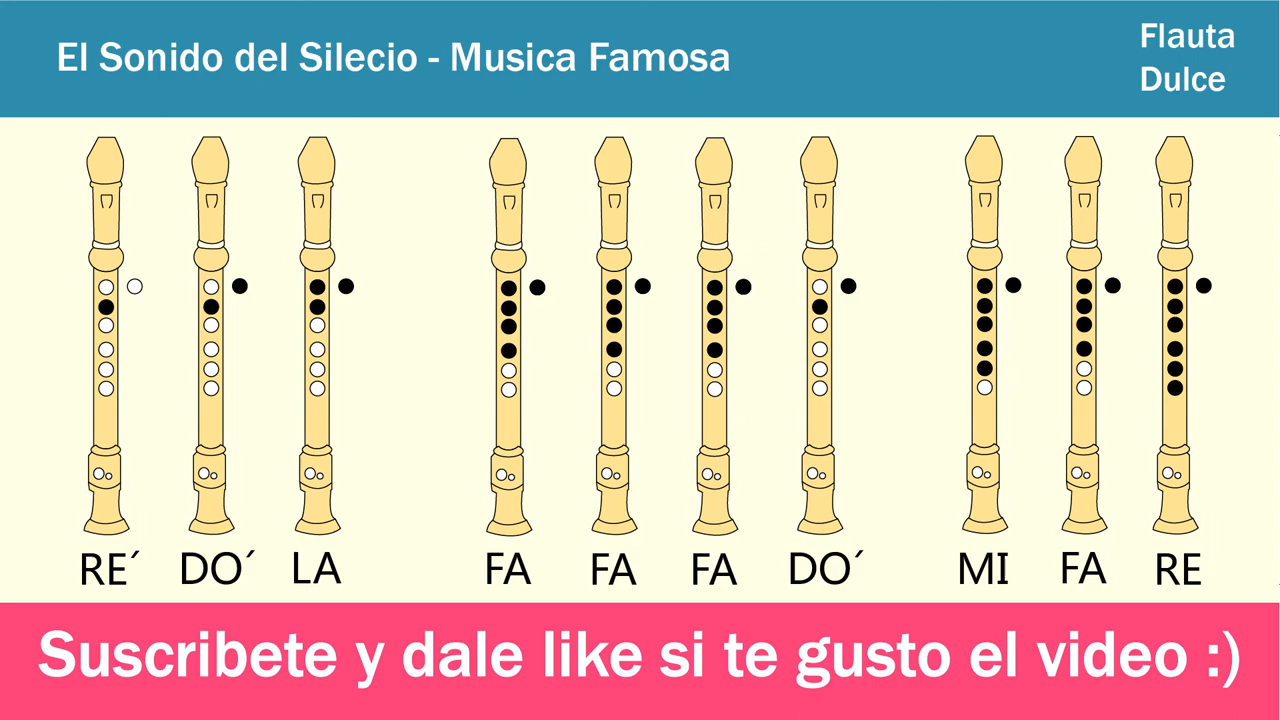 El Sonido del Silecio - Musica Famosa
Flauta
Dulce
RE´ DO´ LA FA FA FA DO´ MI FA RE
Suscribete y dale like si te gusto el video :)